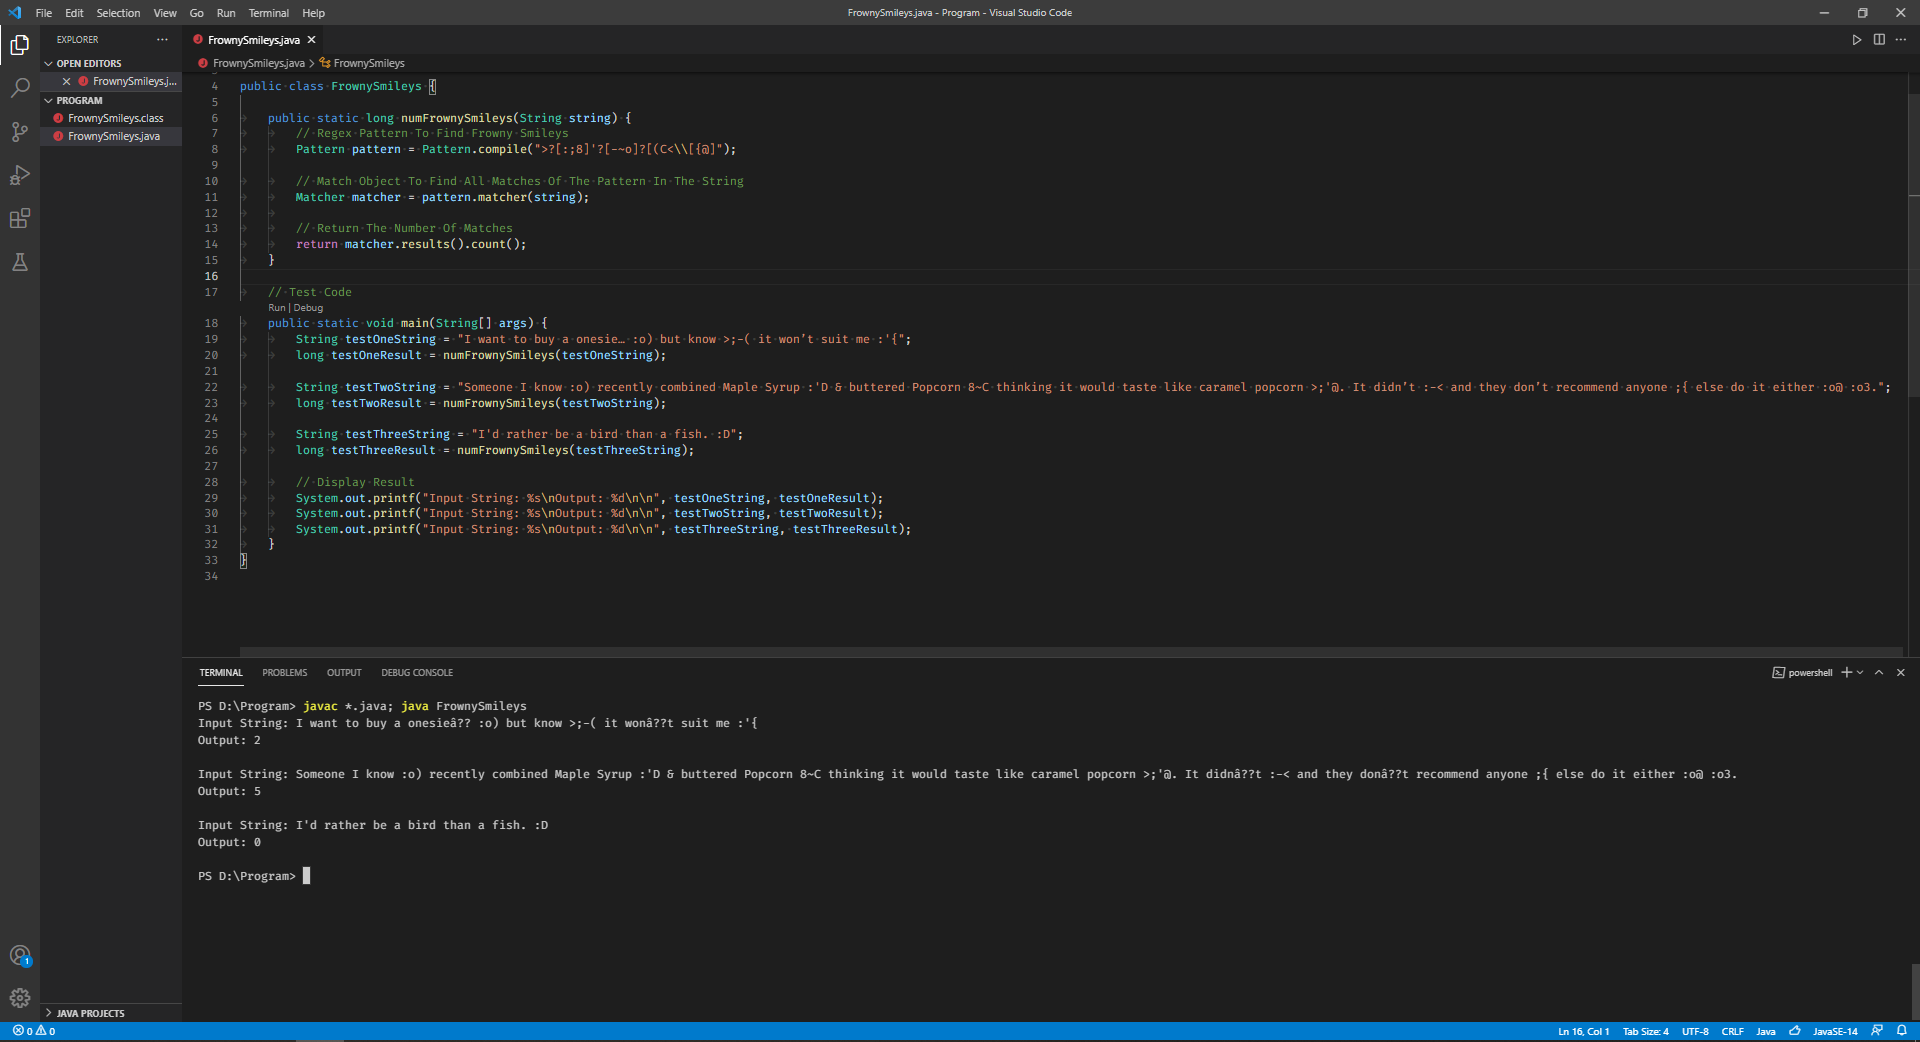 File Edit Selection View Go Run Terminal Help
FrownySmileys.java - Program - Visual Studio Code
EXPLORER
OPEN EDITORS
FrownySmileys.j...
PROGRAM
FrownySmileys.class
FrownySmileys.java
JAVA PROJECTS
FrownySmileys.java
FrownySmileys.java > FrownySmileys
4 public class FrownySmileys {
5
6 public static long numFrownySmileys(String string) {
7 // Regex Pattern To Find Frowny Smileys
8 Pattern pattern = Pattern.compile(">?[:;8]'?[-~o]?[(C<\\[{@]");
9
10 // Match Object To Find All Matches Of The Pattern In The String
11 Matcher matcher = pattern.matcher(string);
12
13 // Return The Number Of Matches
14 return matcher.results().count();
15 }
16
17 // Test Code
Run | Debug
18 public static void main(String[] args) {
19 String testOneString = "I want to buy a onesie… :o) but know >;-( it won’t suit me :'{";
20 long testOneResult = numFrownySmileys(testOneString);
21
22 String testTwoString = "Someone I know :o) recently combined Maple Syrup :'D & buttered Popcorn 8~C thinking it would taste like caramel popcorn >;'@. It didn’t :-< and they don’t recommend anyone ;{ else do it either :o@ :o3.";
23 long testTwoResult = numFrownySmileys(testTwoString);
24
25 String testThreeString = "I'd rather be a bird than a fish. :D";
26 long testThreeResult = numFrownySmileys(testThreeString);
27
28 // Display Result
29 System.out.printf("Input String: %s\nOutput: %d\n\n", testOneString, testOneResult);
30 System.out.printf("Input String: %s\nOutput: %d\n\n", testTwoString, testTwoResult);
31 System.out.printf("Input String: %s\nOutput: %d\n\n", testThreeString, testThreeResult);
32 }
33 }
34
TERMINAL PROBLEMS OUTPUT DEBUG CONSOLE
powershell
PS D:\Program> javac *.java; java FrownySmileys
Input String: I want to buy a onesieâ?? :o) but know >;-( it wonâ??t suit me :'{
Output: 2
Input String: Someone I know :o) recently combined Maple Syrup :'D & buttered Popcorn 8~C thinking it would taste like caramel popcorn >;'@. It didnâ??t :-< and they donâ??t recommend anyone ;{ else do it either :o@ :o3.
Output: 5
Input String: I'd rather be a bird than a fish. :D
Output: 0
PS D:\Program>
1
0 0
Ln 16, Col 1 Tab Size: 4 UTF-8 CRLF Java JavaSE-14